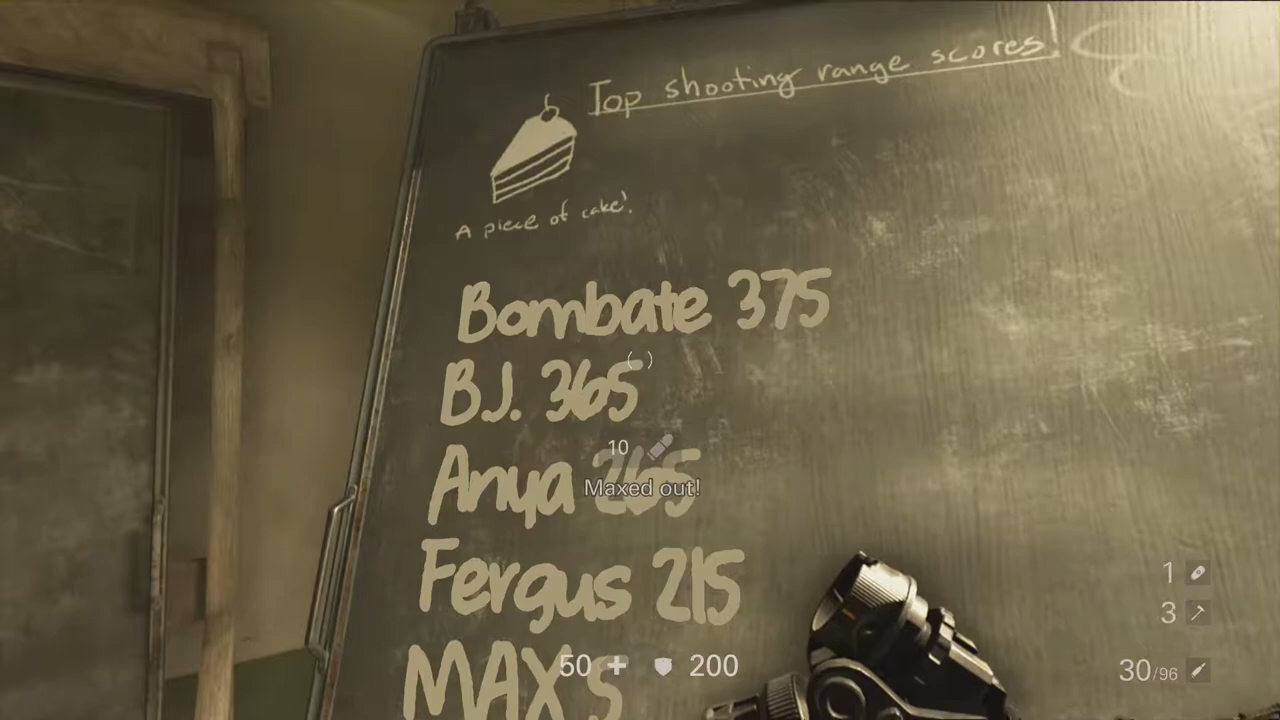 Top shooting range scores!
A piece of cake!
Bombate 375
B.J. 365
10
Anya 265
Maxed out!
Fergus 215
1
3
MAX 5
50 200
30/96